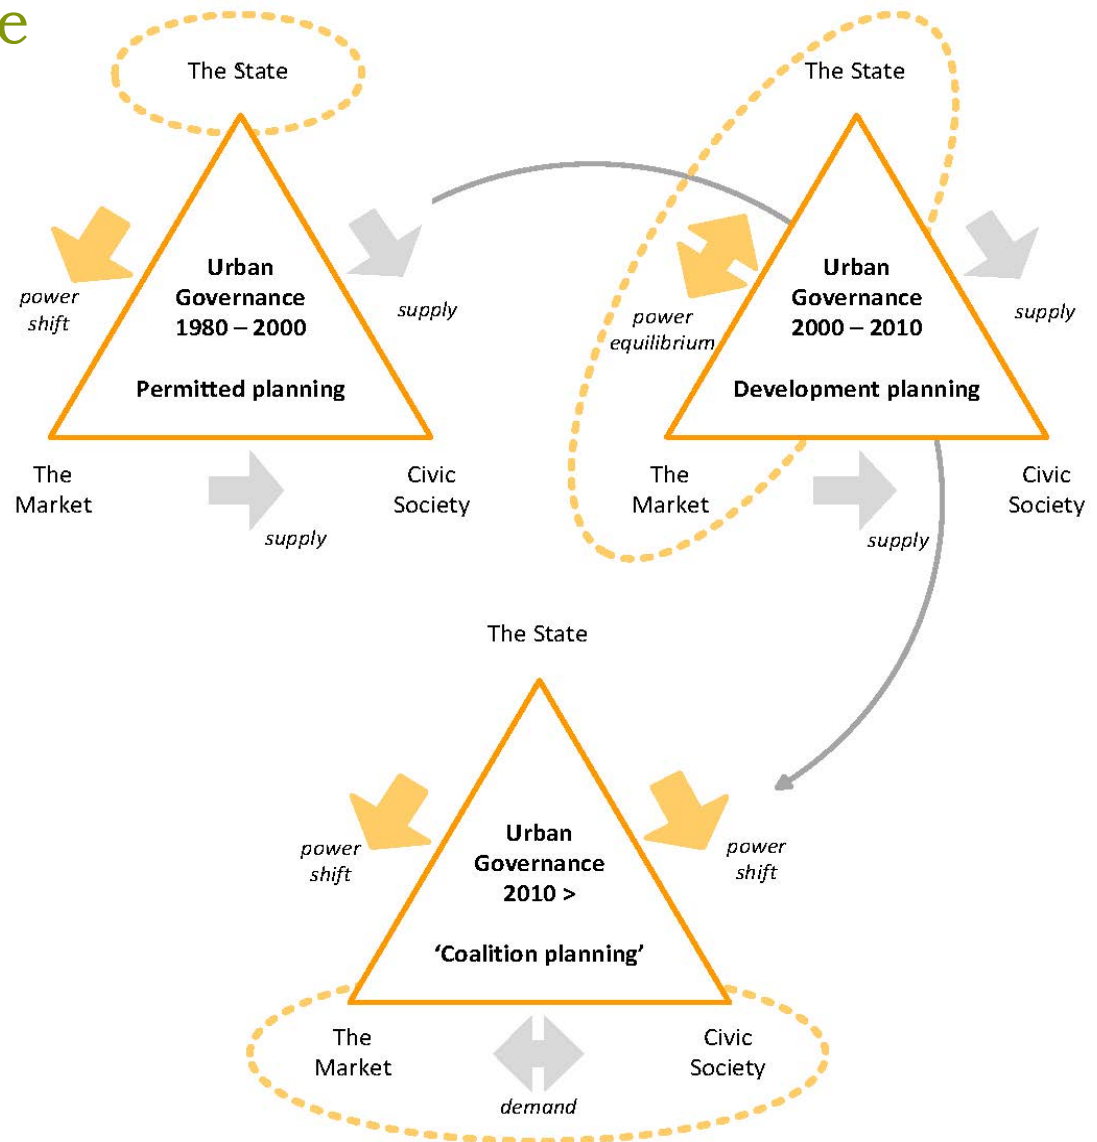 e
The State
power
shift
Urban
Governance
1980 – 2000
Permitted planning
supply
The
Market
Civic
Society
supply
The State
power
equilibrium
Urban
Governance
2000 – 2010
Development planning
supply
The
Market
Civic
Society
supply
The State
power
shift
Urban
Governance
2010 >
‘Coalition planning’
power
shift
The
Market
Civic
Society
demand